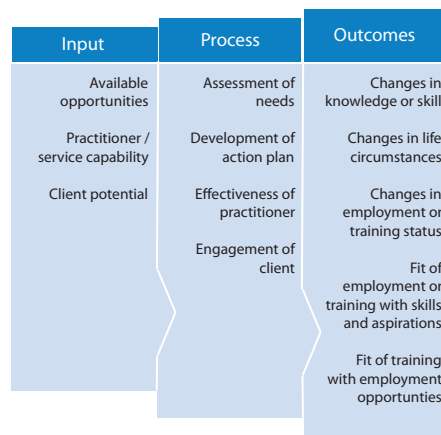 Input
Available
opportunities
Practitioner /
service capability
Client potential
Process
Assessment of
needs
Development of
action plan
Effectiveness of
practitioner
Engagement of
client
Outcomes
Changes in
knowledge or skill
Changes in life
circumstances
Changes in
employment or
training status
Fit of
employment or
training with skills
and aspirations
Fit of training
with employment
opportunties